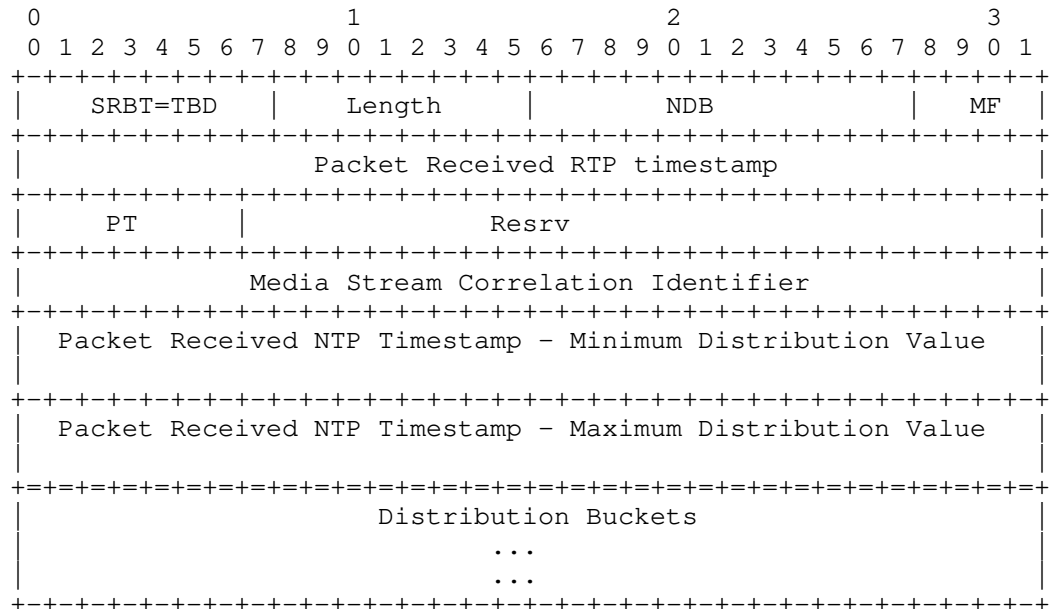 0                   1                   2                   3
 0 1 2 3 4 5 6 7 8 9 0 1 2 3 4 5 6 7 8 9 0 1 2 3 4 5 6 7 8 9 0 1
+-+-+-+-+-+-+-+-+-+-+-+-+-+-+-+-+-+-+-+-+-+-+-+-+-+-+-+-+-+-+-+-+
|    SRBT=TBD   |    Length     |        NDB            |   MF  |
+-+-+-+-+-+-+-+-+-+-+-+-+-+-+-+-+-+-+-+-+-+-+-+-+-+-+-+-+-+-+-+-+
|                  Packet Received RTP timestamp                |
+-+-+-+-+-+-+-+-+-+-+-+-+-+-+-+-+-+-+-+-+-+-+-+-+-+-+-+-+-+-+-+-+
|     PT      |               Resrv                             |
+-+-+-+-+-+-+-+-+-+-+-+-+-+-+-+-+-+-+-+-+-+-+-+-+-+-+-+-+-+-+-+-+
|              Media Stream Correlation Identifier              |
+-+-+-+-+-+-+-+-+-+-+-+-+-+-+-+-+-+-+-+-+-+-+-+-+-+-+-+-+-+-+-+-+
|  Packet Received NTP Timestamp - Minimum Distribution Value   |
|                                                               |
+-+-+-+-+-+-+-+-+-+-+-+-+-+-+-+-+-+-+-+-+-+-+-+-+-+-+-+-+-+-+-+-+
|  Packet Received NTP Timestamp - Maximum Distribution Value   |
|                                                               |
+=+=+=+=+=+=+=+=+=+=+=+=+=+=+=+=+=+=+=+=+=+=+=+=+=+=+=+=+=+=+=+=+
|                      Distribution Buckets                     |
|                             ...                               |
|                             ...                               |
+-+-+-+-+-+-+-+-+-+-+-+-+-+-+-+-+-+-+-+-+-+-+-+-+-+-+-+-+-+-+-+-+